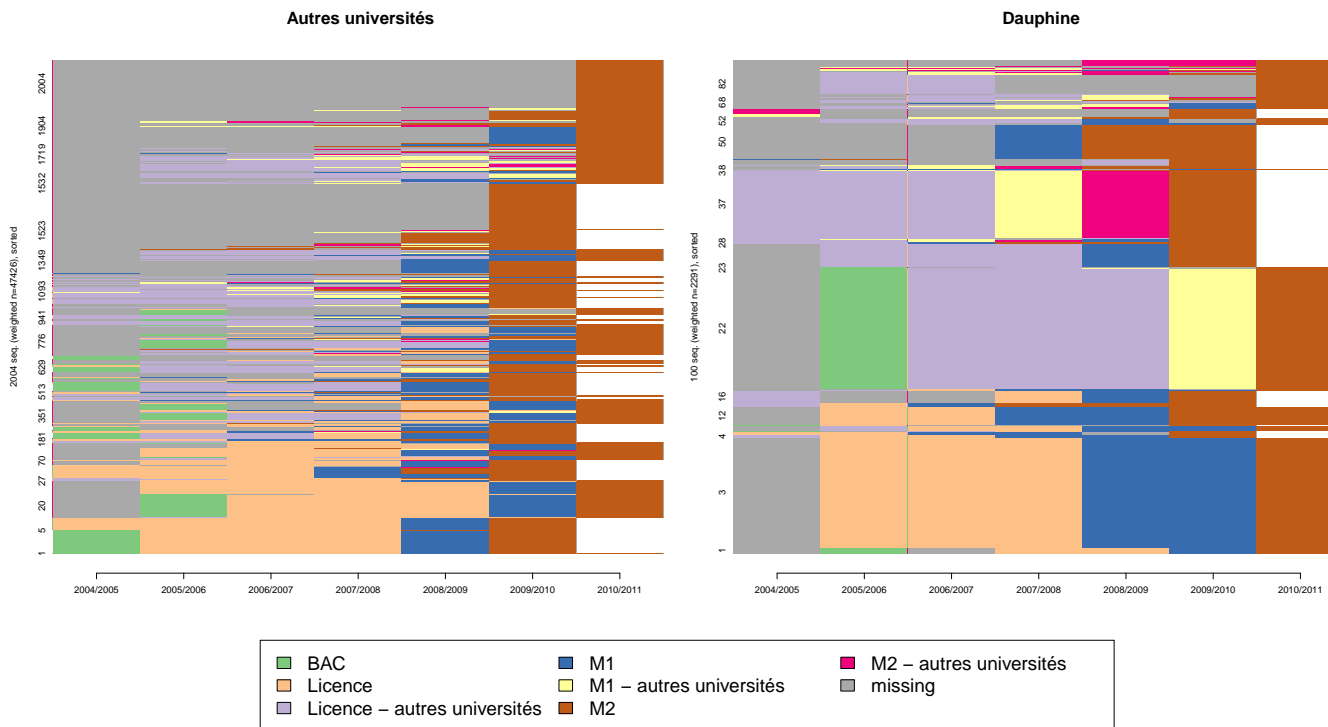 Autres universités
Dauphine
2004 seq. (weighted n=47426), sorted
1 5 20 27 70 181 351 513 629 776 941 1093 1349 1523 1532 1719 1904 2004
2004/2005 2005/2006 2006/2007 2007/2008 2008/2009 2009/2010 2010/2011
100 seq. (weighted n=2291), sorted
1 3 4 12 16 22 23 28 37 38 50 52 68 82
2004/2005 2005/2006 2006/2007 2007/2008 2008/2009 2009/2010 2010/2011
BAC
Licence
Licence – autres universités
M1
M1 – autres universités
M2
M2 – autres universités
missing